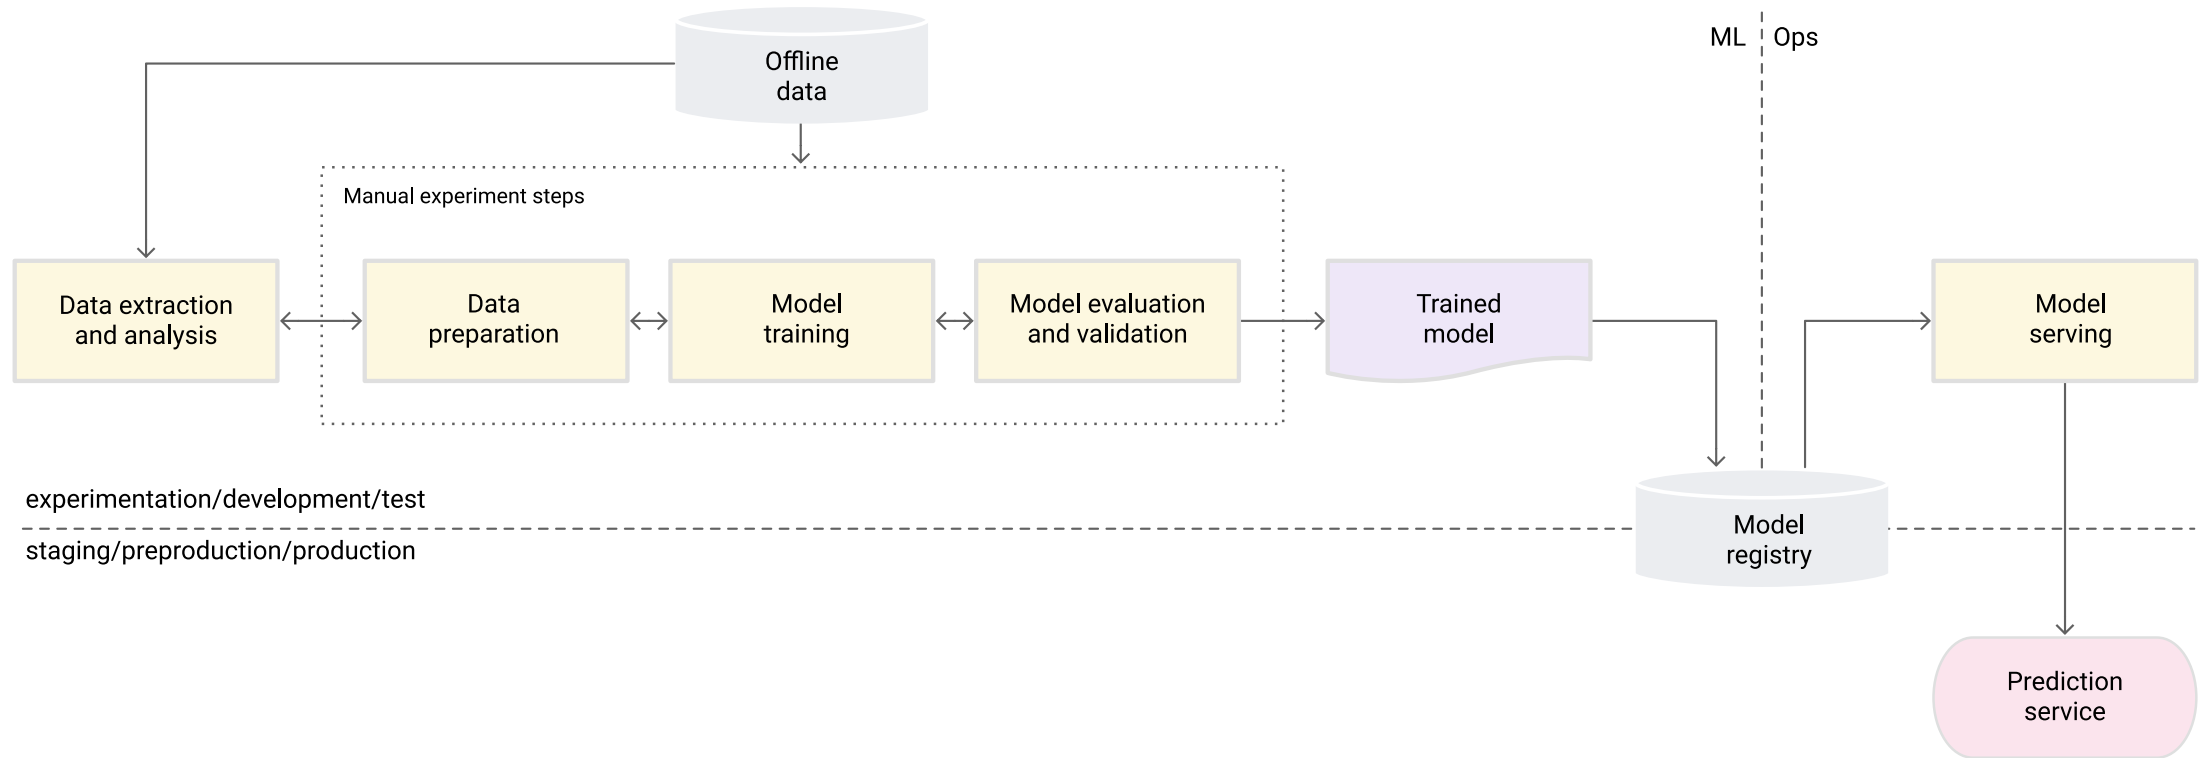 Offline
data
ML
Ops
Manual experiment steps
Data extraction
and analysis
Data
preparation
Model
training
Model evaluation
and validation
Trained
model
Model
serving
experimentation/development/test
staging/preproduction/production
Model
registry
Prediction
service